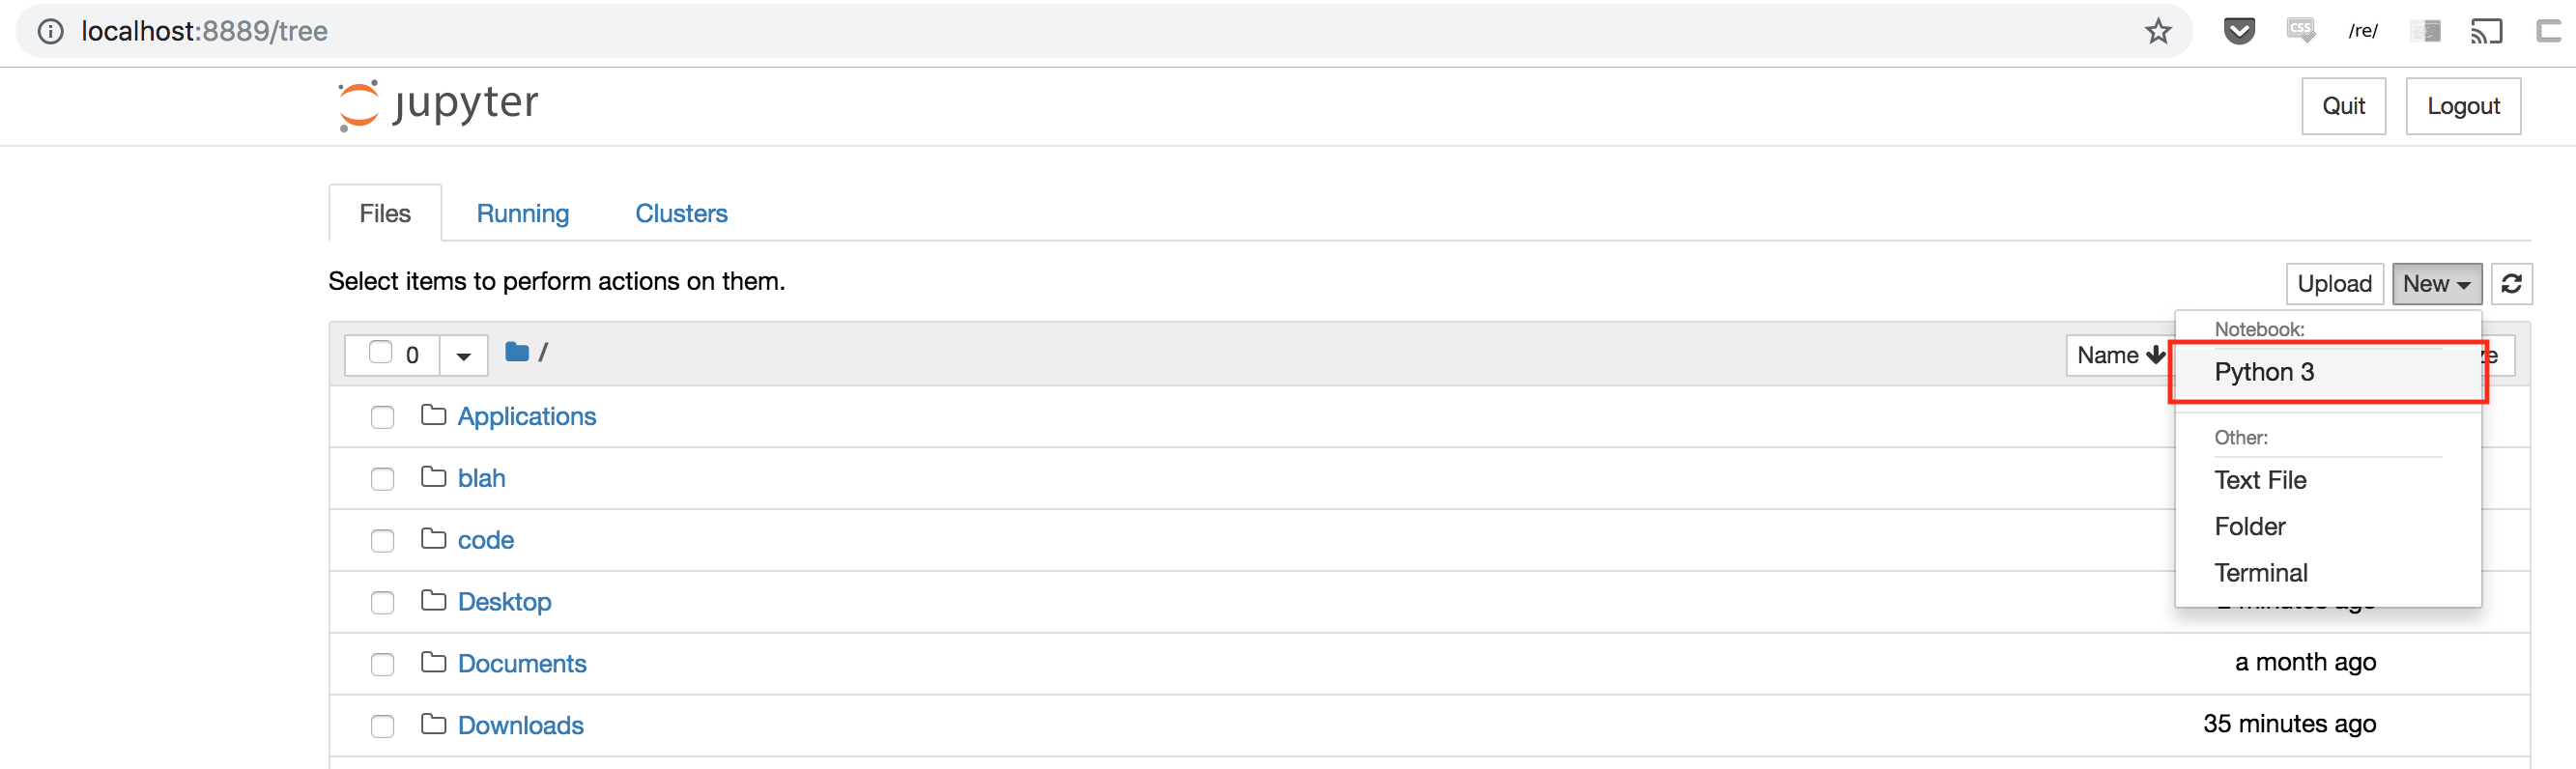 localhost:8889/tree
/re/
jupyter
Quit
Logout
Files
Running
Clusters
Select items to perform actions on them.
Upload
New
0
/
Name
Notebook:
Python 3
Other:
Text File
Folder
Terminal
Applications
blah
code
Desktop
minutes ago
Documents
a month ago
Downloads
35 minutes ago